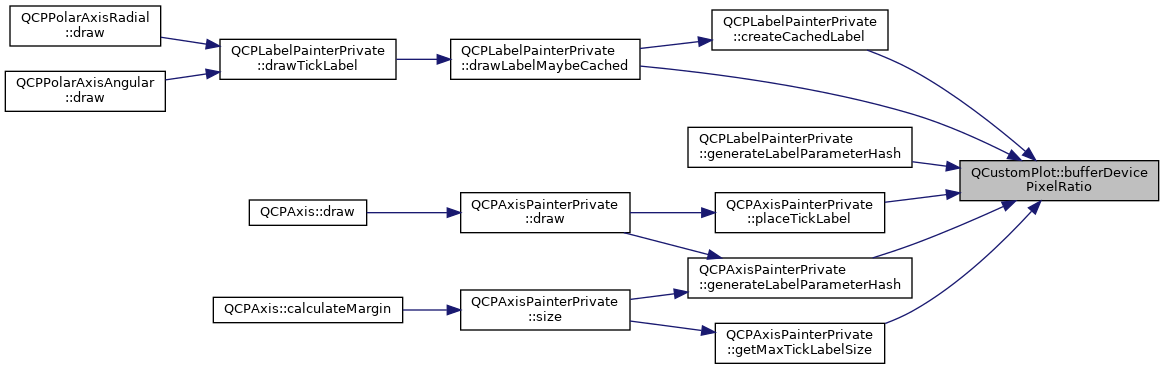 QCPPolarAxisRadial
::draw
QCPPolarAxisAngular
::draw
QCPLabelPainterPrivate
::drawTickLabel
QCPLabelPainterPrivate
::drawLabelMaybeCached
QCPLabelPainterPrivate
::createCachedLabel
QCPLabelPainterPrivate
::generateLabelParameterHash
QCustomPlot::bufferDevice
PixelRatio
QCPAxis::draw
QCPAxisPainterPrivate
::draw
QCPAxisPainterPrivate
::placeTickLabel
QCPAxisPainterPrivate
::generateLabelParameterHash
QCPAxis::calculateMargin
QCPAxisPainterPrivate
::size
QCPAxisPainterPrivate
::getMaxTickLabelSize